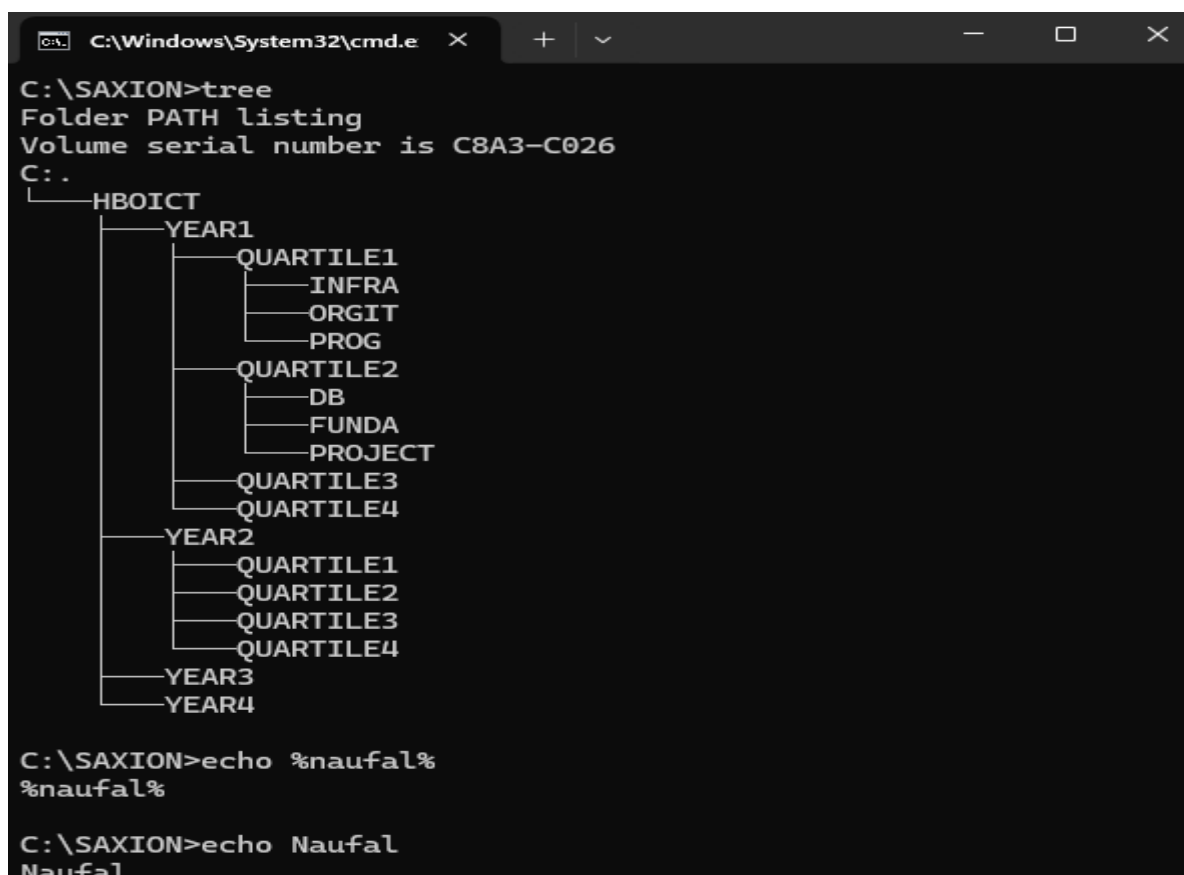 C:\Windows\System32\cmd.e
C:\SAXION>tree
Folder PATH listing
Volume serial number is C8A3-C026
C:.
└───HBOICT
    ├───YEAR1
    │   ├───QUARTILE1
    │   │   ├───INFRA
    │   │   ├───ORGIT
    │   │   └───PROG
    │   ├───QUARTILE2
    │   │   ├───DB
    │   │   ├───FUNDA
    │   │   └───PROJECT
    │   ├───QUARTILE3
    │   └───QUARTILE4
    ├───YEAR2
    │   ├───QUARTILE1
    │   ├───QUARTILE2
    │   ├───QUARTILE3
    │   └───QUARTILE4
    ├───YEAR3
    └───YEAR4
C:\SAXION>echo %naufal%
%naufal%
C:\SAXION>echo Naufal
Naufal